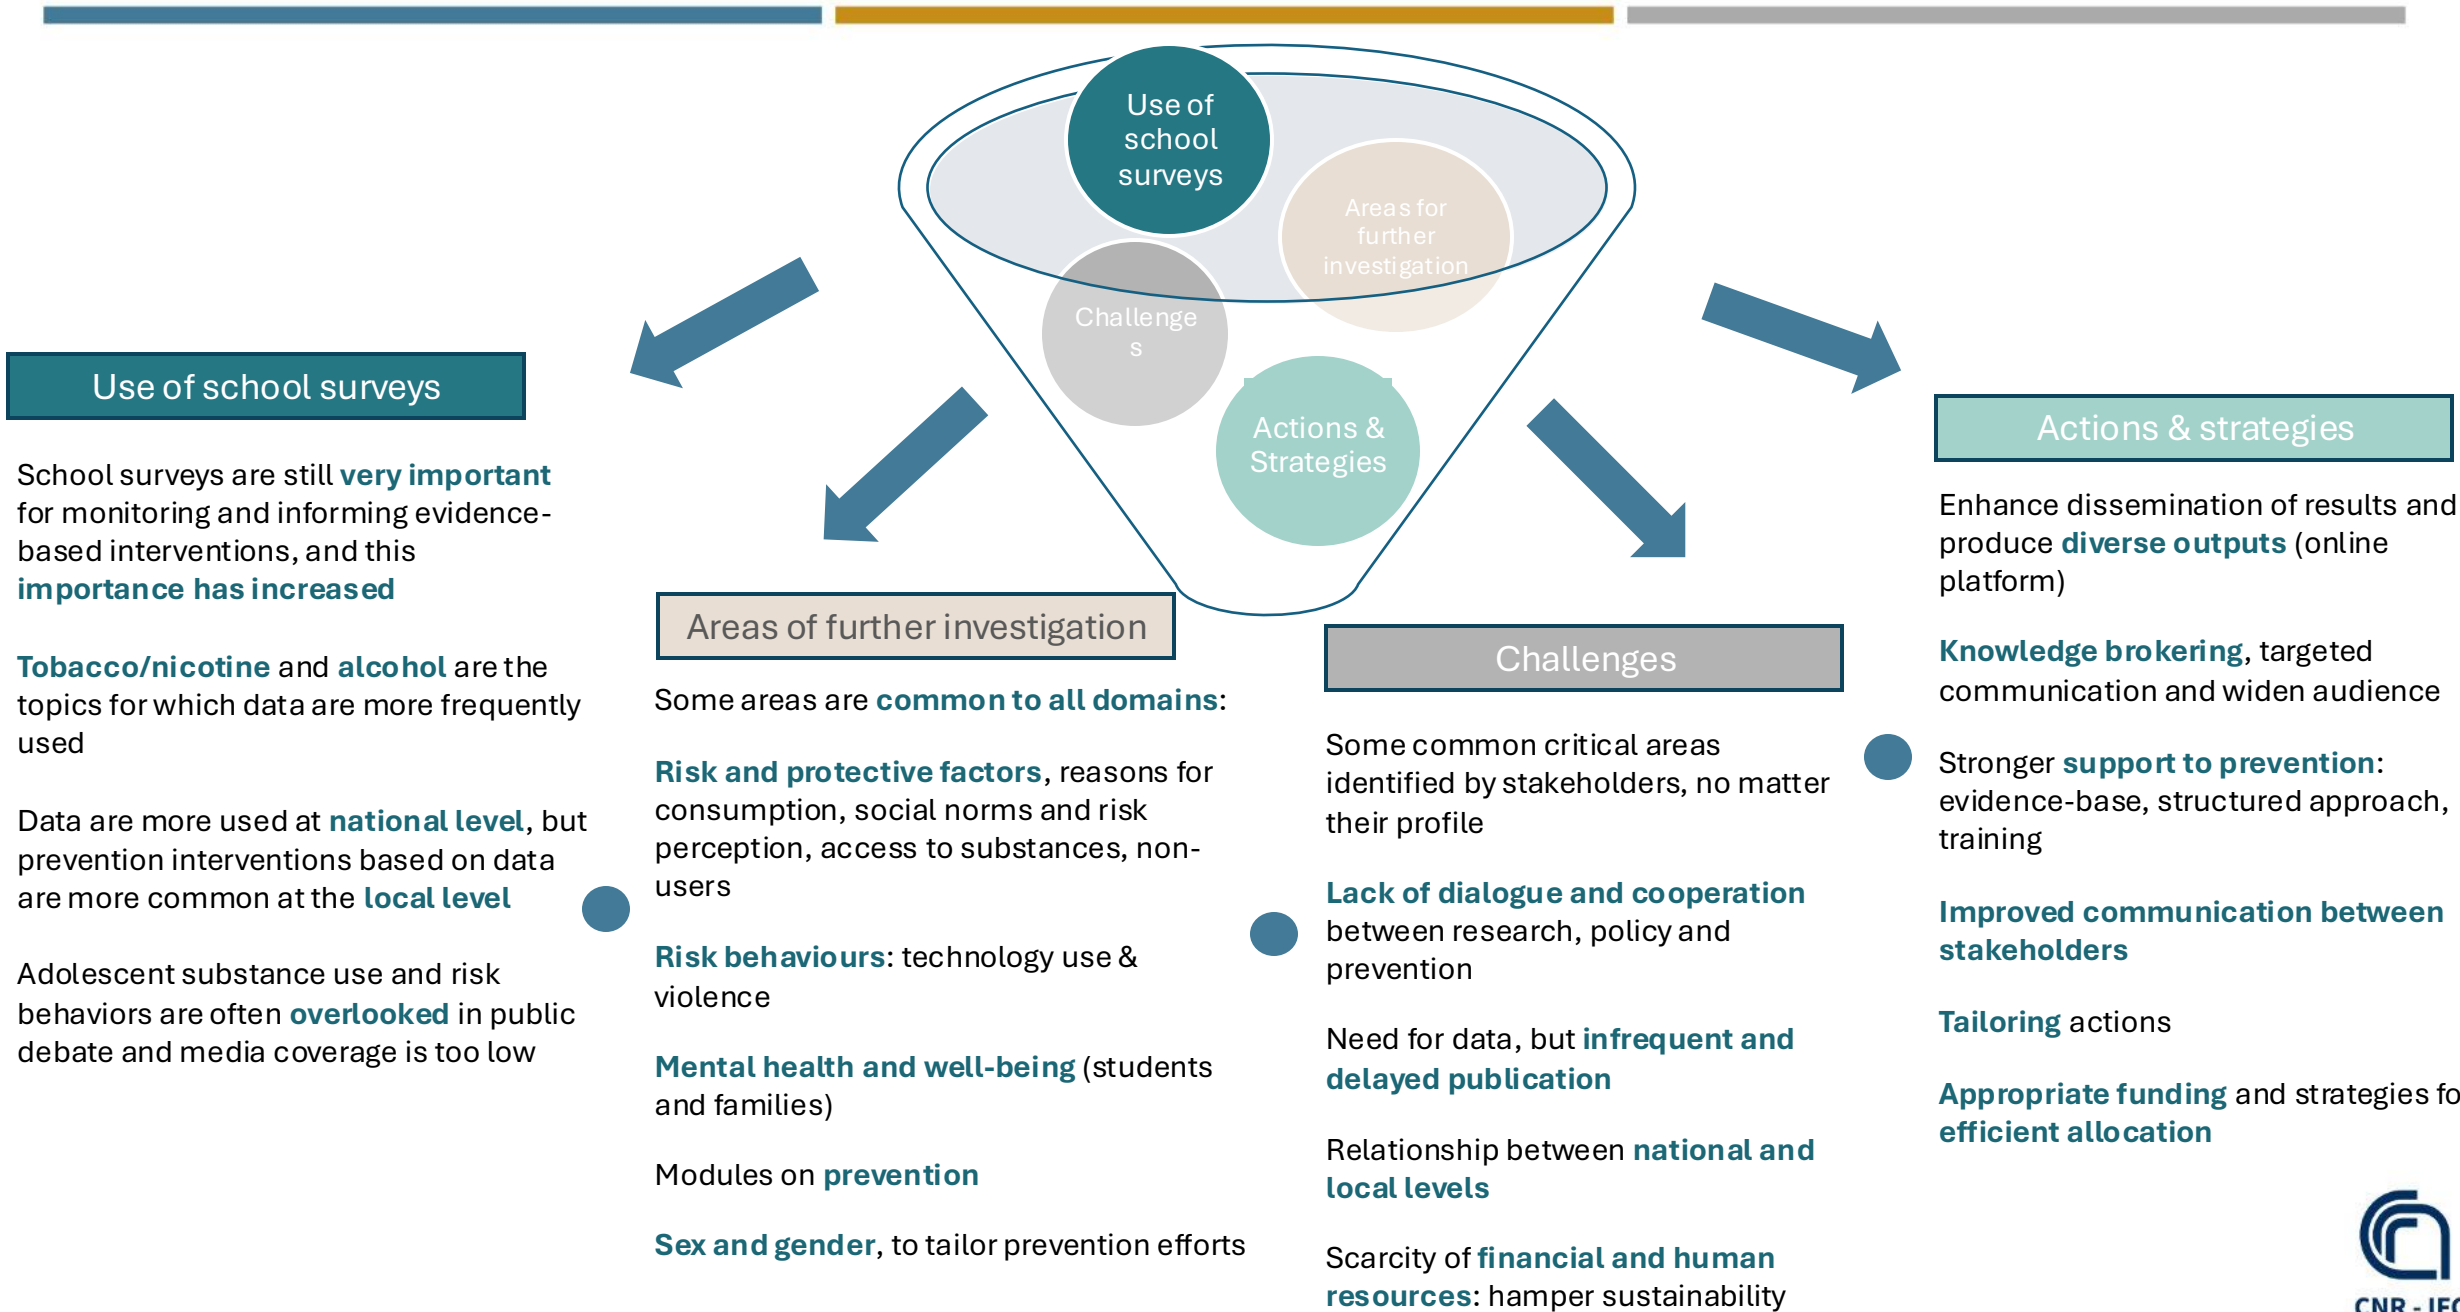 Use of
school
surveys
Areas for
further
investigation
Challenge
s
Actions &
Strategies
Use of school surveys
School surveys are still very important
for monitoring and informing evidence-
based interventions, and this
importance has increased
Tobacco/nicotine and alcohol are the
topics for which data are more frequently
used
Data are more used at national level, but
prevention interventions based on data
are more common at the local level
Adolescent substance use and risk
behaviors are often overlooked in public
debate and media coverage is too low
Areas of further investigation
Some areas are common to all domains:
Risk and protective factors, reasons for
consumption, social norms and risk
perception, access to substances, non-
users
Risk behaviours: technology use &
violence
Mental health and well-being (students
and families)
Modules on prevention
Sex and gender, to tailor prevention efforts
Challenges
Some common critical areas
identified by stakeholders, no matter
their profile
Lack of dialogue and cooperation
between research, policy and
prevention
Need for data, but infrequent and
delayed publication
Relationship between national and
local levels
Scarcity of financial and human
resources: hamper sustainability
Actions & strategies
Enhance dissemination of results and
produce diverse outputs (online
platform)
Knowledge brokering, targeted
communication and widen audience
Stronger support to prevention:
evidence-base, structured approach,
training
Improved communication between
stakeholders
Tailoring actions
Appropriate funding and strategies fo
efficient allocation
CNR - IFC